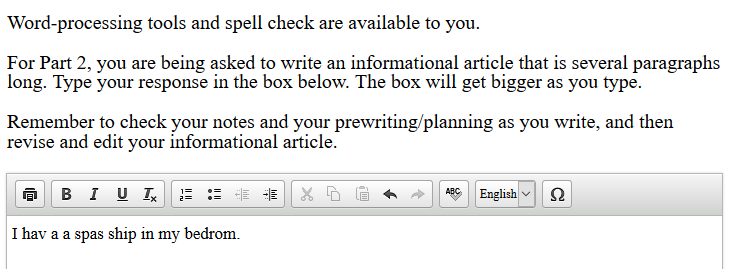 Word-processing tools and spell check are available to you.
For Part 2, you are being asked to write an informational article that is several paragraphs
long. Type your response in the box below. The box will get bigger as you type.
Remember to check your notes and your prewriting/planning as you write, and then
revise and edit your informational article.
B I U Tx ABC English Ω
I hav a a spas ship in my bedrom.